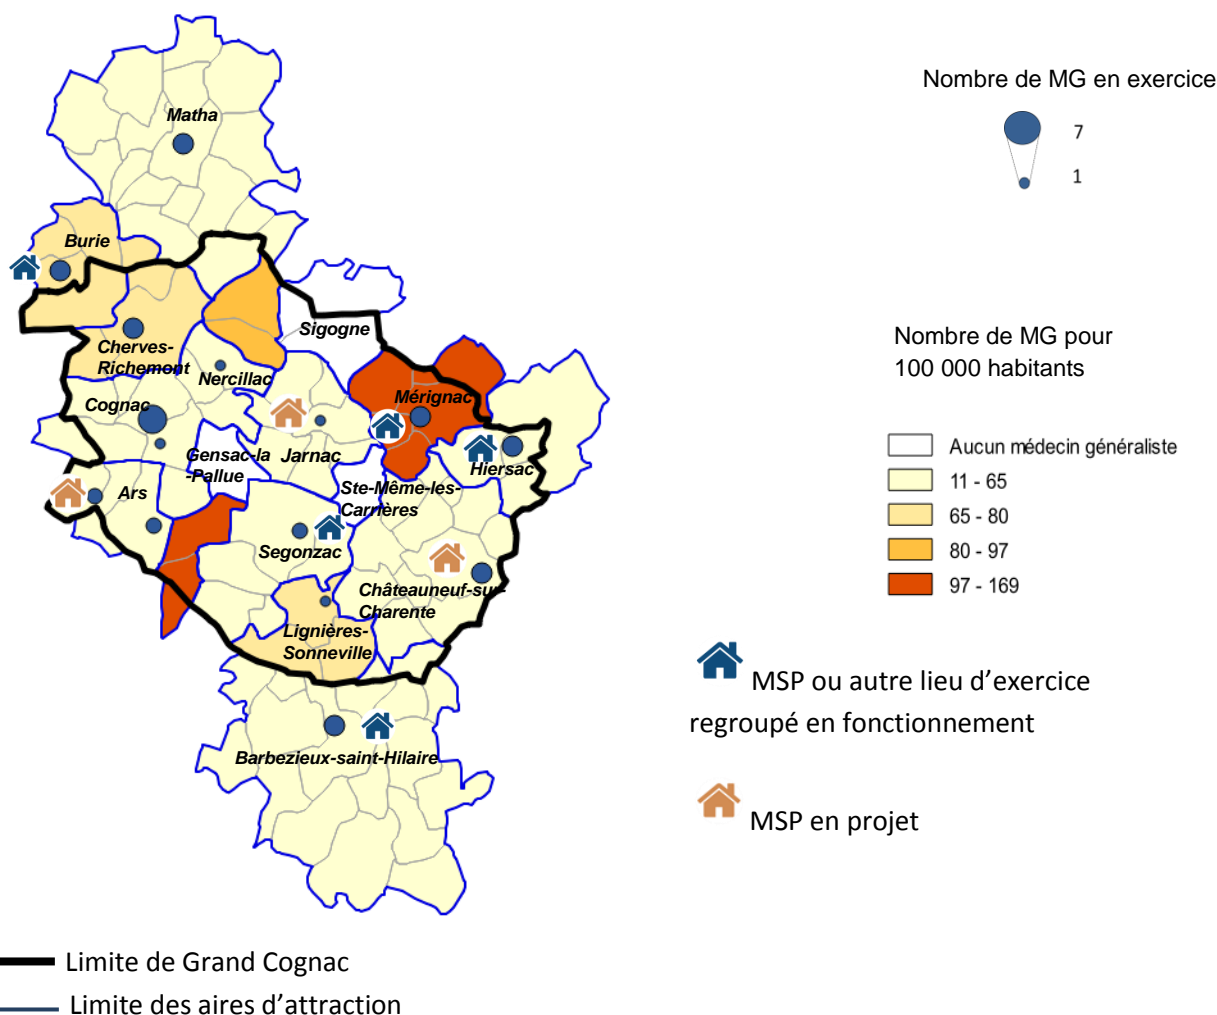 Matha
Burie
Sigogne
Cherves-
Richemont
Nercillac
Cognac
Mérignac
Gensac-la
-Pallue
Jarnac
Hiersac
Ars
Ste-Même-les-
Carrières
Segonzac
Châteauneuf-sur-
Charente
Lignières-
Sonneville
Barbezieux-saint-Hilaire
Limite de Grand Cognac
Limite des aires d’attraction
Nombre de MG en exercice
7
1
Nombre de MG pour
100 000 habitants
Aucun médecin généraliste
11 - 65
65 - 80
80 - 97
97 - 169
MSP ou autre lieu d’exercice
regroupé en fonctionnement
MSP en projet